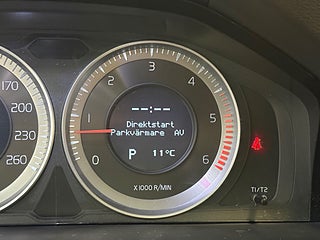 170
200
230
260
0
1
2
3
4
5
6
--:--
Direktstart
Parkvärmare AV
P 11°C
X1000 R/MIN
T1/T2